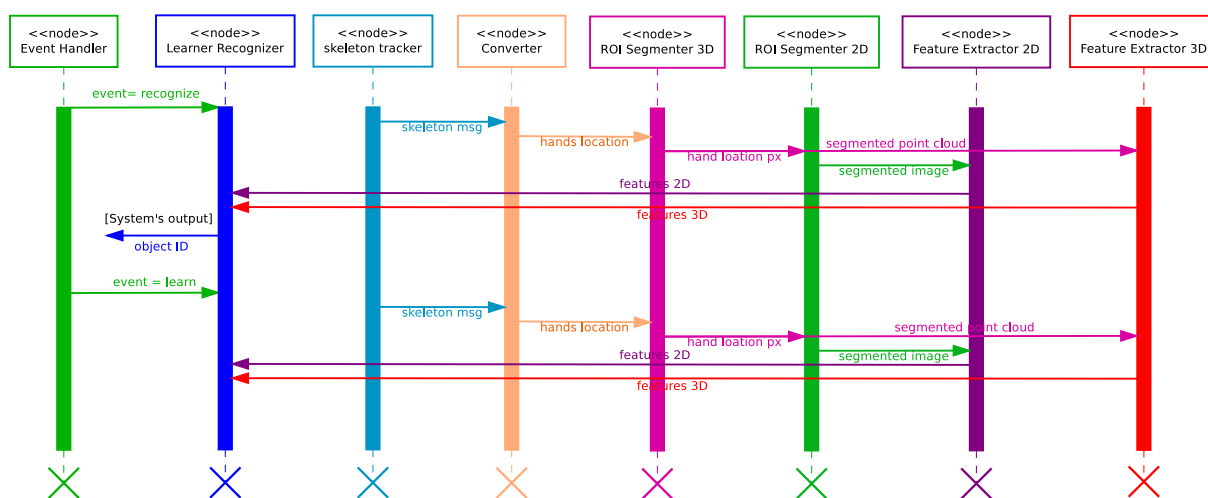 <<node>>
Event Handler
<<node>>
Learner Recognizer
<<node>>
skeleton tracker
<<node>>
Converter
<<node>>
ROI Segmenter 3D
<<node>>
ROI Segmenter 2D
<<node>>
Feature Extractor 2D
<<node>>
Feature Extractor 3D
event= recognize
skeleton msg
hands location
hand loation px
segmented point cloud
segmented image
features 2D
features 3D
[System's output]
object ID
event = learn
skeleton msg
hands location
hand loation px
segmented point cloud
segmented image
features 2D
features 3D